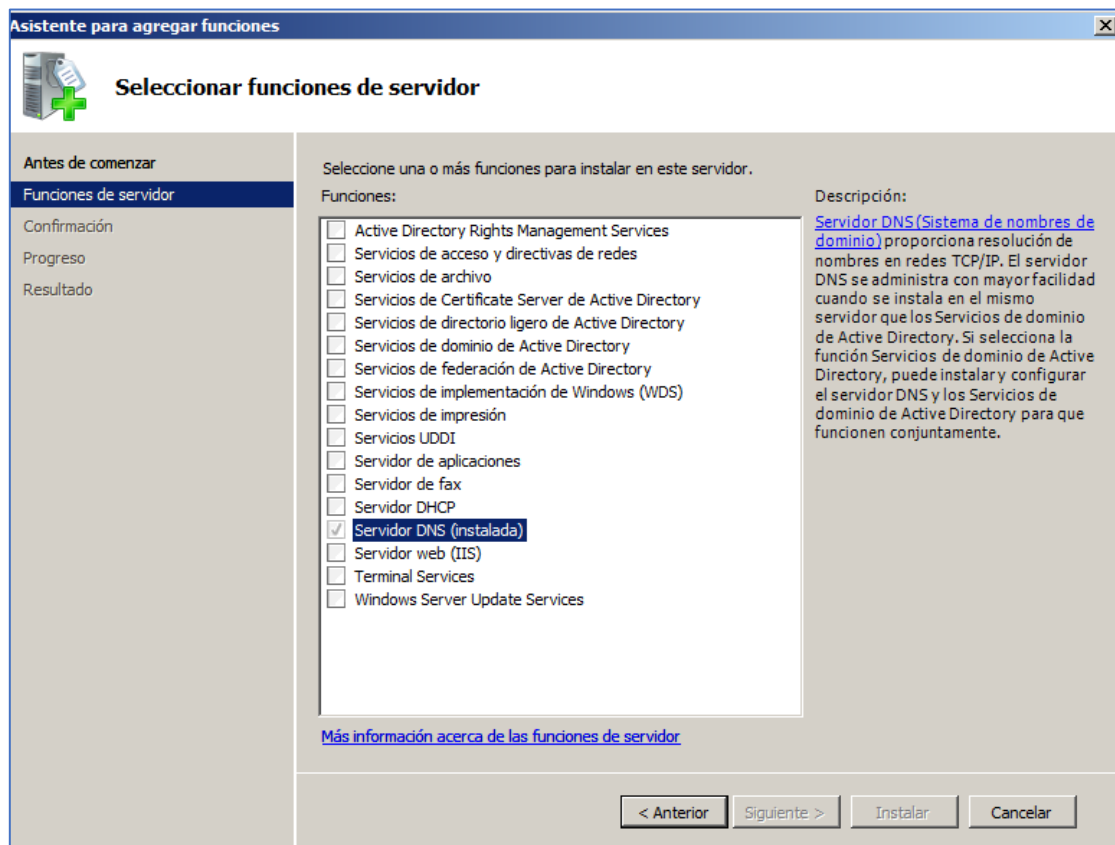 Asistente para agregar funciones
Seleccionar funciones de servidor
Antes de comenzar
Funciones de servidor
Confirmación
Progreso
Resultado
Seleccione una o más funciones para instalar en este servidor.
Funciones:
Active Directory Rights Management Services
Servicios de acceso y directivas de redes
Servicios de archivo
Servicios de Certificate Server de Active Directory
Servicios de directorio ligero de Active Directory
Servicios de dominio de Active Directory
Servicios de federación de Active Directory
Servicios de implementación de Windows (WDS)
Servicios de impresión
Servicios UDDI
Servidor de aplicaciones
Servidor de fax
Servidor DHCP
Servidor DNS (instalada)
Servidor web (IIS)
Terminal Services
Windows Server Update Services
Más información acerca de las funciones de servidor
Descripción:
Servidor DNS (Sistema de nombres de
dominio) proporciona resolución de
nombres en redes TCP/IP. El servidor
DNS se administra con mayor facilidad
cuando se instala en el mismo
servidor que los Servicios de dominio
de Active Directory. Si selecciona la
función Servicios de dominio de Active
Directory, puede instalar y configurar
el servidor DNS y los Servicios de
dominio de Active Directory para que
funcionen conjuntamente.
< Anterior
Siguiente >
Instalar
Cancelar